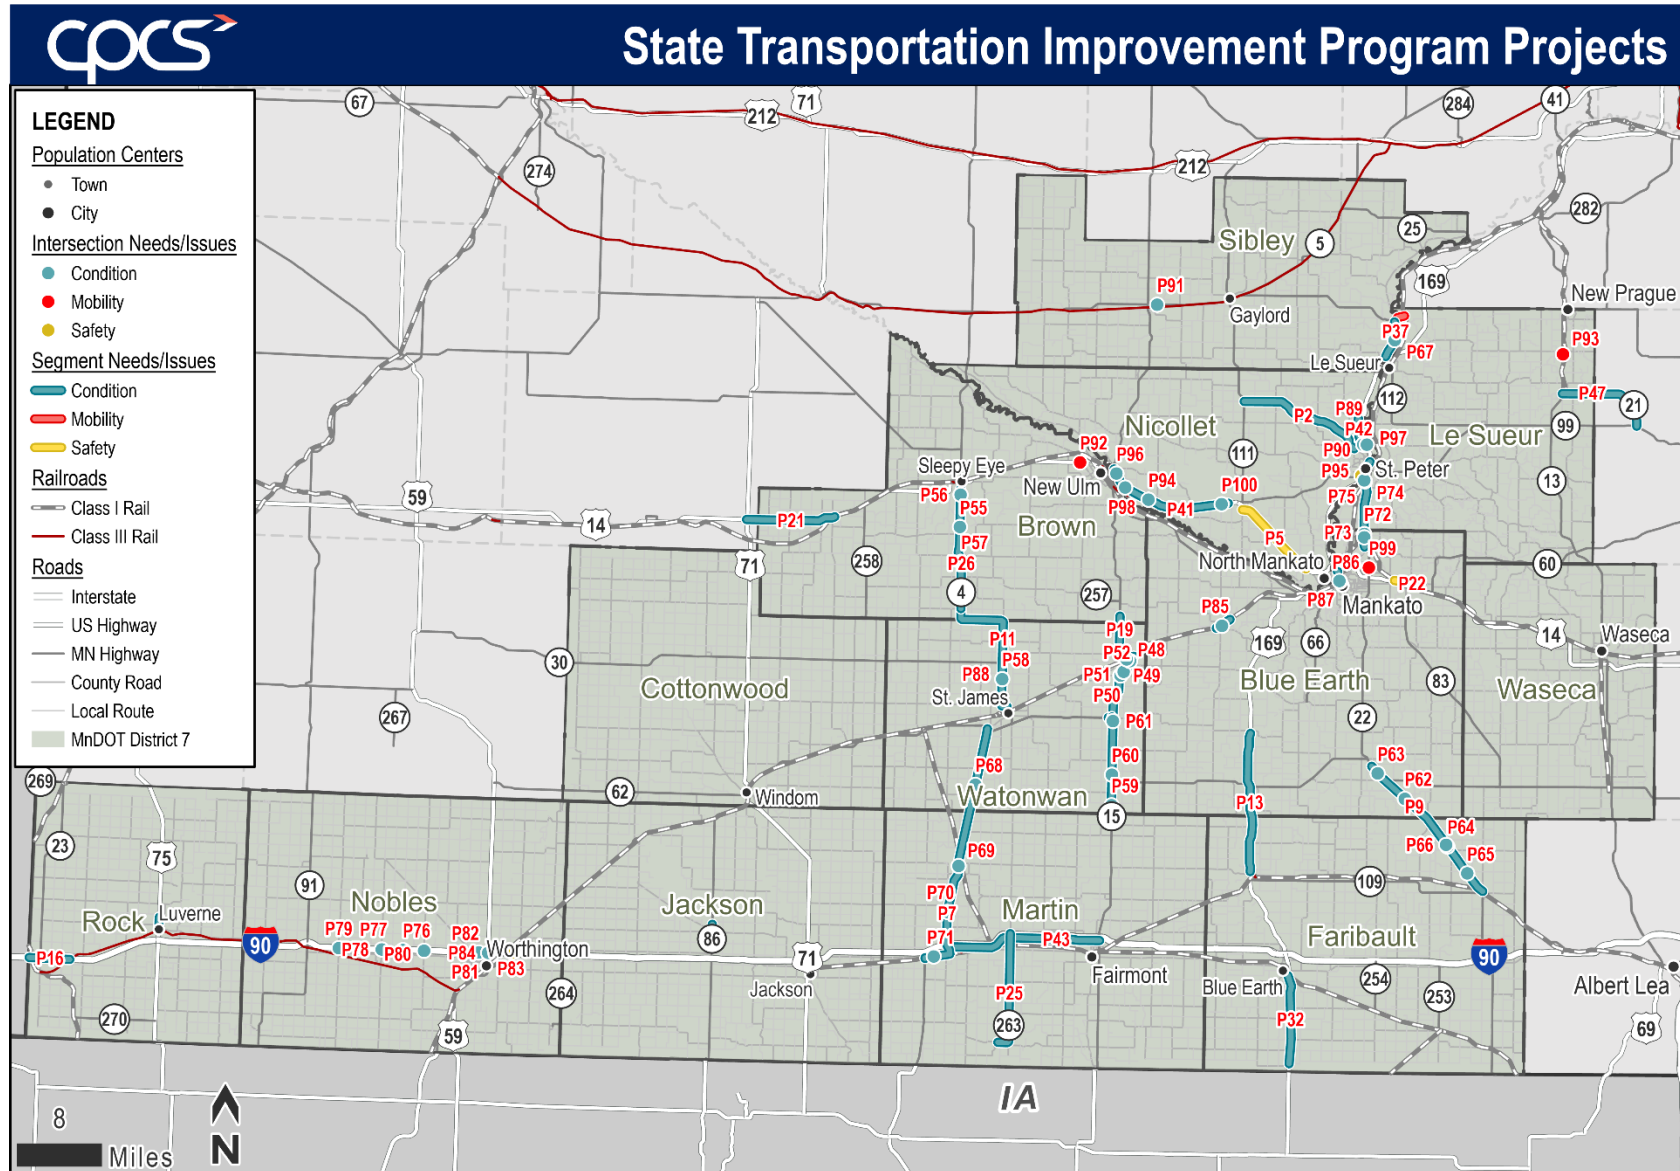 cpcs
State Transportation Improvement Program Projects
LEGEND
Population Centers
Town
City
Intersection Needs/Issues
Condition
Mobility
Safety
Segment Needs/Issues
Condition
Mobility
Safety
Railroads
Class I Rail
Class III Rail
Roads
Interstate
US Highway
MN Highway
County Road
Local Route
MnDOT District 7
67
71
212
284
41
274
212
282
25
Sibley
5
169
P91
Gaylord
New Prague
P37
P67
P93
Le Sueur
112
P47
21
P2
P89
Nicollet
P42
P97
Le Sueur
99
P90
P92
P96
111
Sleepy Eye
P95
St. Peter
New Ulm
P94
13
59
P56
P55
P98
P41
P100
P75
P74
14
P21
Brown
P72
P57
P5
P73
P99
258
P26
North Mankato
P86
60
71
4
257
P87
P22
Mankato
P85
P19
66
169
14
Waseca
30
P11
P58
P52
P48
P88
P51
P49
Blue Earth
83
Cottonwood
P50
Waseca
267
St. James
P61
22
P68
P60
P63
269
62
Windom
Watonwan
P59
P62
P13
P9
15
23
75
P64
P66
P69
P65
91
109
P70
Nobles
Jackson
Martin
Rock
Luverne
P7
P79
P77
P76
P82
86
P43
Faribault
90
P78
P80
P84
Worthington
71
P71
90
P16
P81
P83
Fairmont
Jackson
Blue Earth
254
Albert Lea
264
P25
253
270
59
263
P32
69
IA
8
Miles
N